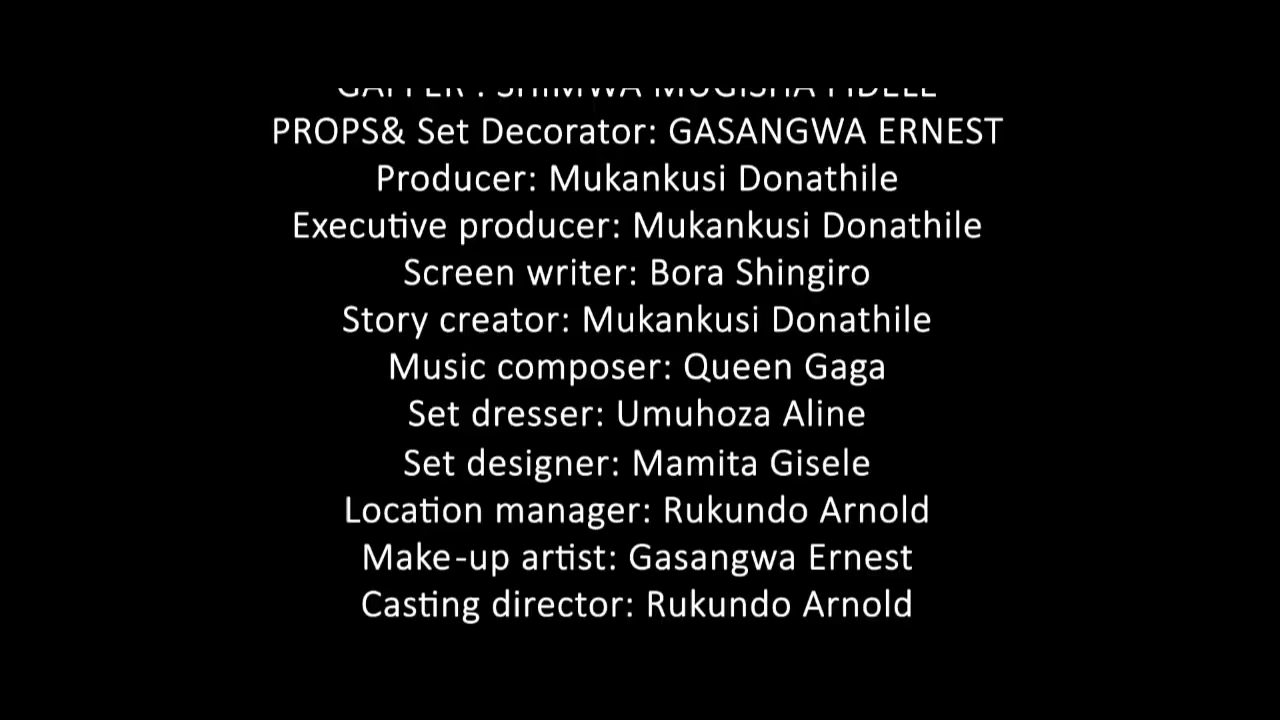 GAFFER : SHIMWA MUGISHA FIDELE
PROPS& Set Decorator: GASANGWA ERNEST
Producer: Mukankusi Donathile
Executive producer: Mukankusi Donathile
Screen writer: Bora Shingiro
Story creator: Mukankusi Donathile
Music composer: Queen Gaga
Set dresser: Umuhoza Aline
Set designer: Mamita Gisele
Location manager: Rukundo Arnold
Make-up artist: Gasangwa Ernest
Casting director: Rukundo Arnold